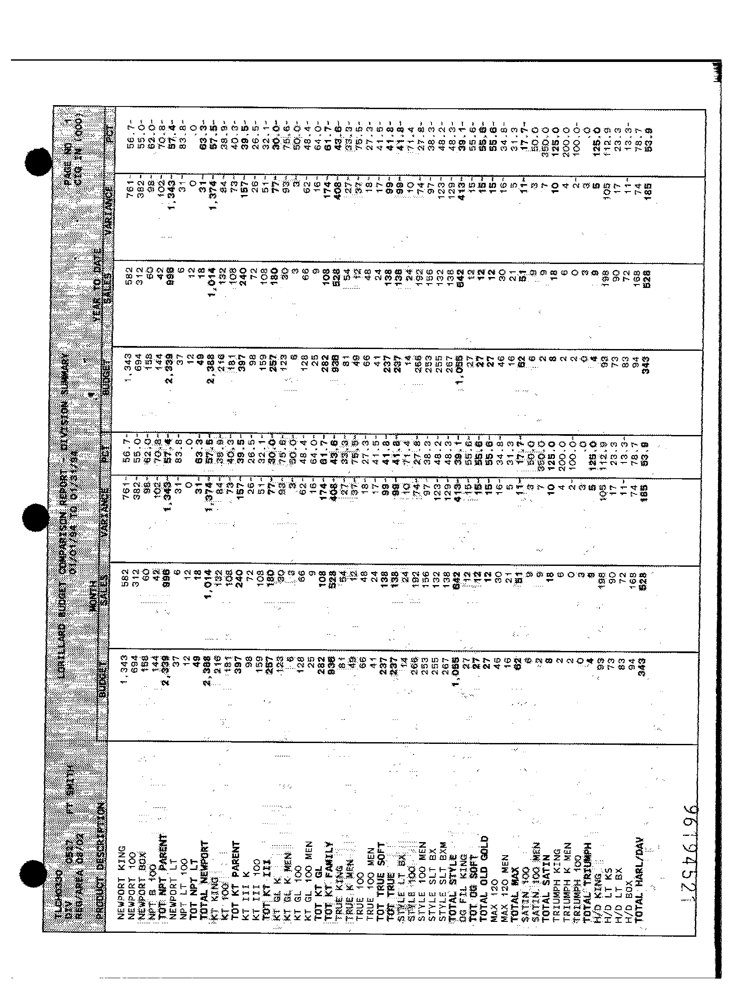 TLCH0330 LORILLARD BUDGET COMPARISON REPORT - DIVISION SUMMARY PAGE NO 1
DIV 0527 FT SMITH 01/01/94 TO 01/31/94 CIG IN (000)
REG/AREA 08/02
MONTH YEAR TO DATE
PRODUCT DESCRIPTION BUDGET SALES VARIANCE PCT BUDGET SALES VARIANCE PCT
NEWPORT KING 1,343 582 761- 56.7- 1,343 582 761- 56.7-
NEWPORT 100 694 312 382- 55.0- 694 312 382- 55.0-
NEWPORT BOX 158 60 98- 62.0- 158 60 98- 62.0-
NPT B 100 144 42 102- 70.8- 144 42 102- 70.8-
TOT NPT PARENT 2,339 996 1,343- 57.4- 2,339 996 1,343- 57.4-
NEWPORT LT 37 6 31- 83.8- 37 6 31- 83.8-
NPT LT 100 12 12 0 .0 12 12 0 .0
TOT NPT LT 49 18 31- 63.3- 49 18 31- 63.3-
TOTAL NEWPORT 2,388 1,014 1,374- 57.5- 2,388 1,014 1,374- 57.5-
KT KING 216 132 84- 38.9- 216 132 84- 38.9-
KT 100 181 108 73- 40.3- 181 108 73- 40.3-
TOT KT PARENT 397 240 157- 39.5- 397 240 157- 39.5-
KT III K 98 72 26- 26.5- 98 72 26- 26.5-
KT III 100 159 108 51- 32.1- 159 108 51- 32.1-
TOT KT III 257 180 77- 30.0- 257 180 77- 30.0-
KT GL K 123 30 93- 75.6- 123 30 93- 75.6-
KT GL K MEN 6 3 3- 50.0- 6 3 3- 50.0-
KT GL 100 128 66 62- 48.4- 128 66 62- 48.4-
KT GL 100 MEN 25 9 16- 64.0- 25 9 16- 64.0-
TOT KT GL 282 108 174- 61.7- 282 108 174- 61.7-
TOT KT FAMILY 936 528 408- 43.6- 936 528 408- 43.6-
TRUE KING 81 54 27- 33.3- 81 54 27- 33.3-
TRUE K MEN 49 12 37- 75.5- 49 12 37- 75.5-
TRUE 100 66 48 18- 27.3- 66 48 18- 27.3-
TRUE 100 MEN 41 24 17- 41.5- 41 24 17- 41.5-
TOT TRUE SOFT 237 138 99- 41.8- 237 138 99- 41.8-
TOT TRUE 237 138 99- 41.8- 237 138 99- 41.8-
STYLE LT BX 14 24 10 71.4 14 24 10 71.4
STYLE 100 266 192 74- 27.8- 266 192 74- 27.8-
STYLE 100 MEN 253 156 97- 38.3- 253 156 97- 38.3-
STYLE SLT BX 255 132 123- 48.2- 255 132 123- 48.2-
STYLE SLT BXM 267 138 129- 48.3- 267 138 129- 48.3-
TOTAL STYLE 1,055 642 413- 39.1- 1,055 642 413- 39.1-
OG FIL KING 27 12 15- 55.6- 27 12 15- 55.6-
TOT OG SOFT 27 12 15- 55.6- 27 12 15- 55.6-
TOTAL OLD GOLD 27 12 15- 55.6- 27 12 15- 55.6-
MAX 120 46 30 16- 34.8- 46 30 16- 34.8-
MAX 120 MEN 16 21 5 31.3 16 21 5 31.3
TOTAL MAX 62 51 11- 17.7- 62 51 11- 17.7-
SATIN 100 6 9 3 50.0 6 9 3 50.0
SATIN 100 MEN 2 9 7 350.0 2 9 7 350.0
TOTAL SATIN 8 18 10 125.0 8 18 10 125.0
TRIUMPH KING 2 6 4 200.0 2 6 4 200.0
TRIUMPH K MEN 2 0 2- 100.0- 2 0 2- 100.0-
TRIUMPH 100 0 3 3 .0 0 3 3 .0
TOTAL TRIUMPH 4 9 5 125.0 4 9 5 125.0
H/D KING 93 198 105 112.9 93 198 105 112.9
H/D LT KS 73 90 17 23.3 73 90 17 23.3
H/D LT BX 83 72 11- 13.3- 83 72 11- 13.3-
H/D BOX 94 168 74 78.7 94 168 74 78.7
TOTAL HARL/DAV 343 528 185 53.9 343 528 185 53.9
96194521